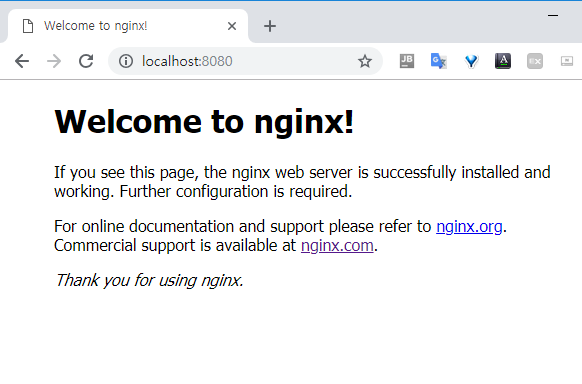 Welcome to nginx!
localhost:8080
JB
G
A
EX
Welcome to nginx!
If you see this page, the nginx web server is successfully installed and
working. Further configuration is required.
For online documentation and support please refer to nginx.org.
Commercial support is available at nginx.com.
Thank you for using nginx.